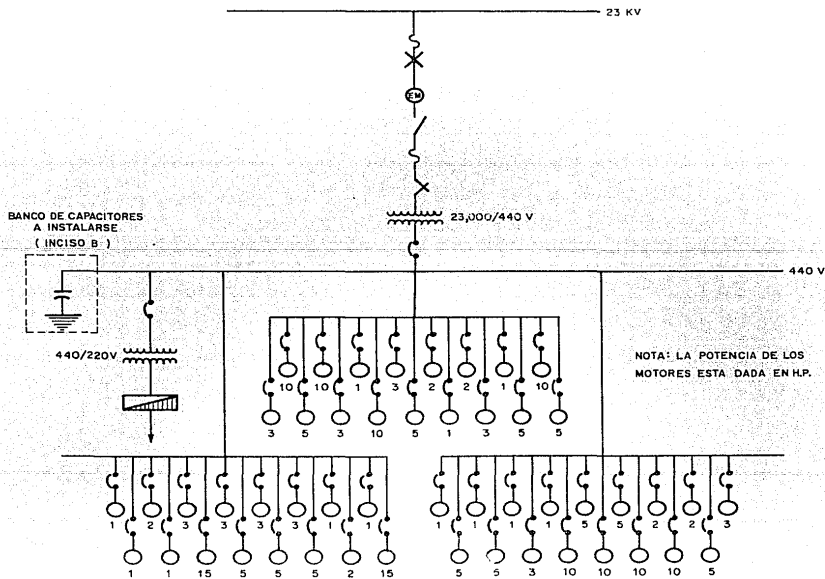 23 KV
EM
23,000/440 V
BANCO DE CAPACITORES
A INSTALARSE
( INCISO B )
440 V
440/220V
NOTA: LA POTENCIA DE LOS
MOTORES ESTA DADA EN H.P.
10 10 1 3 2 2 1 10
3 5 3 10 5 1 3 5 5
1 2 3 3 3 3 1 1
1 1 15 5 5 5 2 15
1 1 1 1 5 5 2 2 3
5 3 10 10 10 10 5